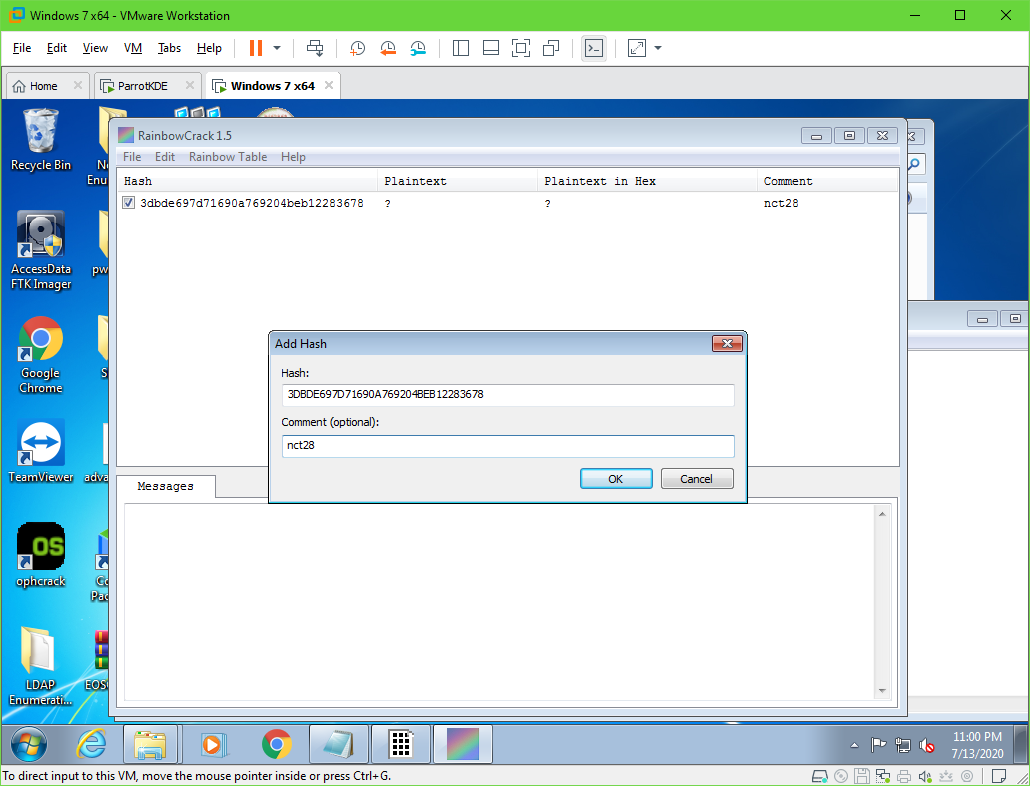 Windows 7 x64 - VMware Workstation
File Edit View VM Tabs Help
Home ParrotKDE Windows 7 x64
Recycle Bin
AccessData
FTK Imager
Google
Chrome
TeamViewer
OS
ophcrack
LDAP
Enumerati...
RainbowCrack 1.5
File Edit Rainbow Table Help
Hash Plaintext Plaintext in Hex Comment
3dbde697d71690a769204beb12283678 ? ? nct28
Add Hash
Hash:
3DBDE697D71690A769204BEB12283678
Comment (optional):
nct28
OK Cancel
Messages
11:00 PM
7/13/2020
To direct input to this VM, move the mouse pointer inside or press Ctrl+G.